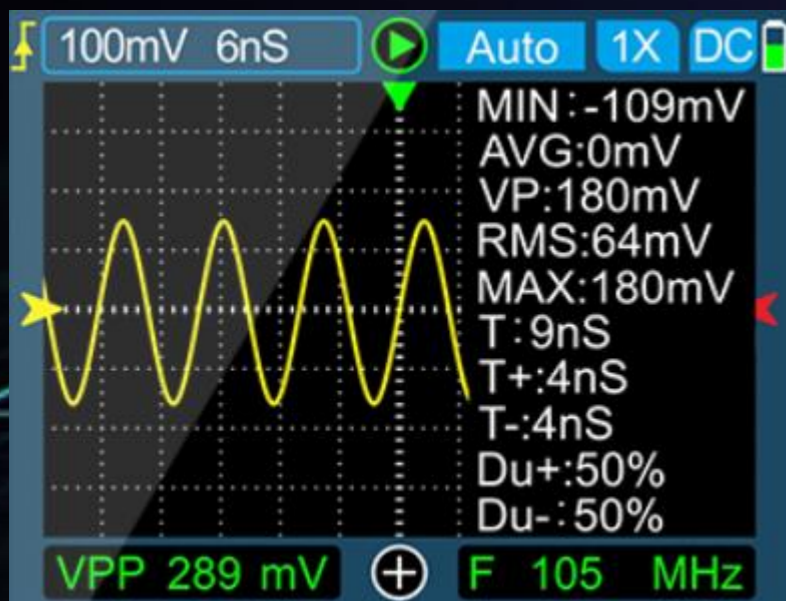 100mV 6nS Auto 1X DC
MIN:-109mV
AVG:0mV
VP:180mV
RMS:64mV
MAX:180mV
T:9nS
T+:4nS
T-:4nS
Du+:50%
Du-:50%
VPP 289 mV F 105 MHz